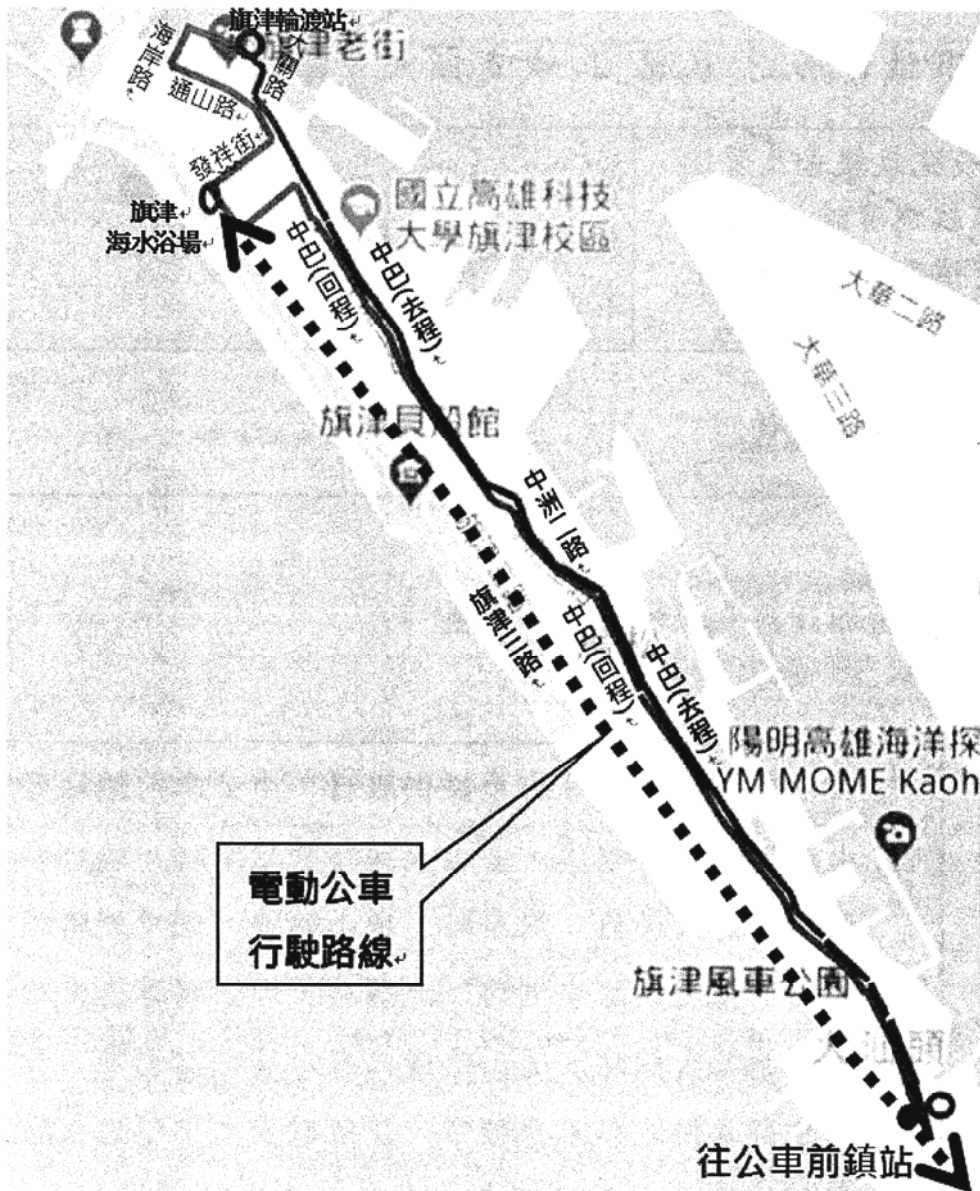 旗津輪渡站
旗津老街
大關路
海岸路
通山路
發祥街
國立高雄科技
大學旗津校區
旗津
海水浴場
中巴(回程)
中巴(去程)
大華二路
大華三路
旗津貝殼館
中洲二路
旗津三路
中巴(回程)
中巴(去程)
陽明高雄海洋探
YM MOME Kaoh
電動公車
行駛路線
旗津風車公園
往公車前鎮站